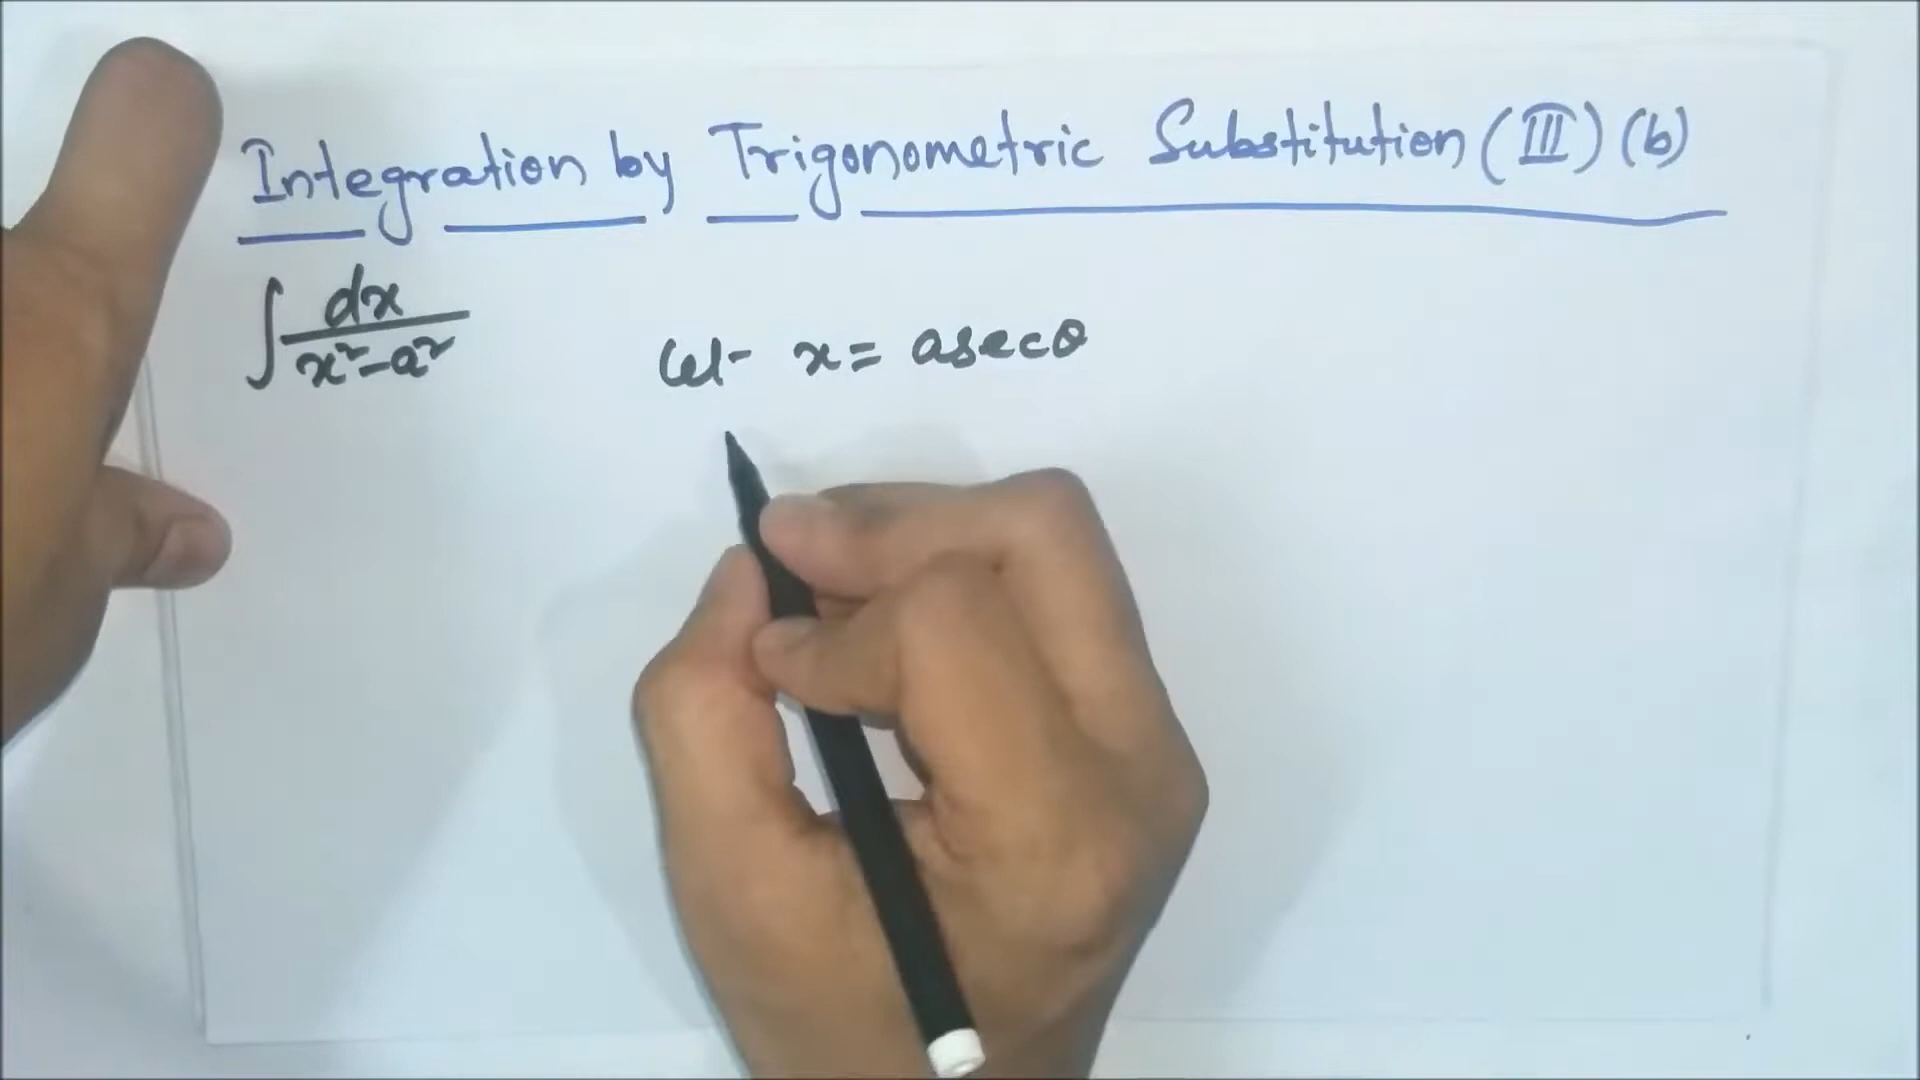 Integration by Trigonometric Substitution (III) (b)
∫ dx / x²-a²
let x = a secθ